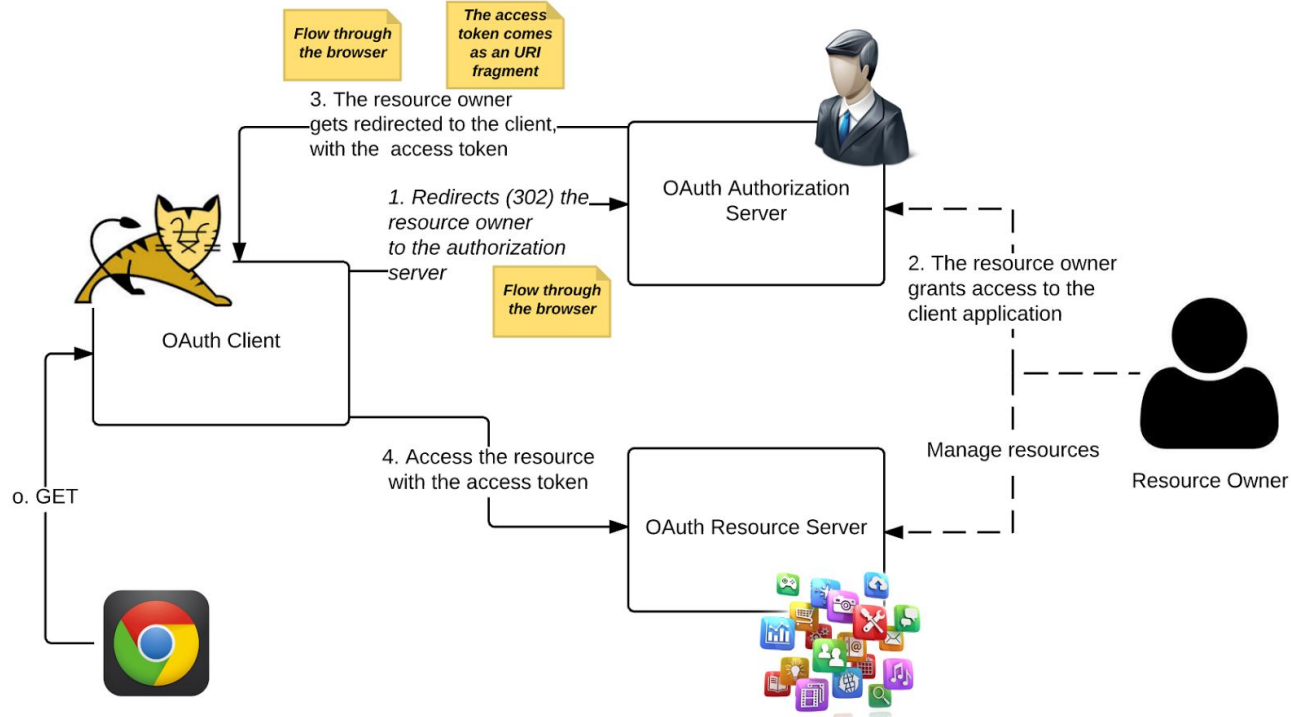 Flow through
the browser
The access
token comes
as an URI
fragment
3. The resource owner
gets redirected to the client,
with the access token
1. Redirects (302) the
resource owner
to the authorization
server
Flow through
the browser
OAuth Authorization
Server
2. The resource owner
grants access to the
client application
OAuth Client
4. Access the resource
with the access token
Manage resources
Resource Owner
o. GET
OAuth Resource Server